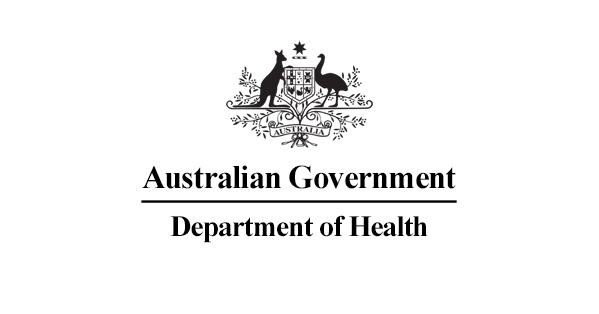 AUSTRALIA
Australian Government
Department of Health